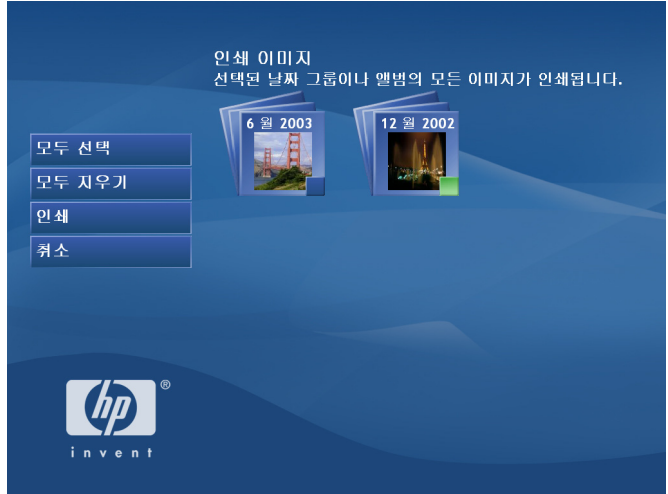 인쇄 이미지
선택된 날짜 그룹이나 앨범의 모든 이미지가 인쇄됩니다.
6 월 2003
12 월 2002
모두 선택
모두 지우기
인쇄
취소
hp ®
invent